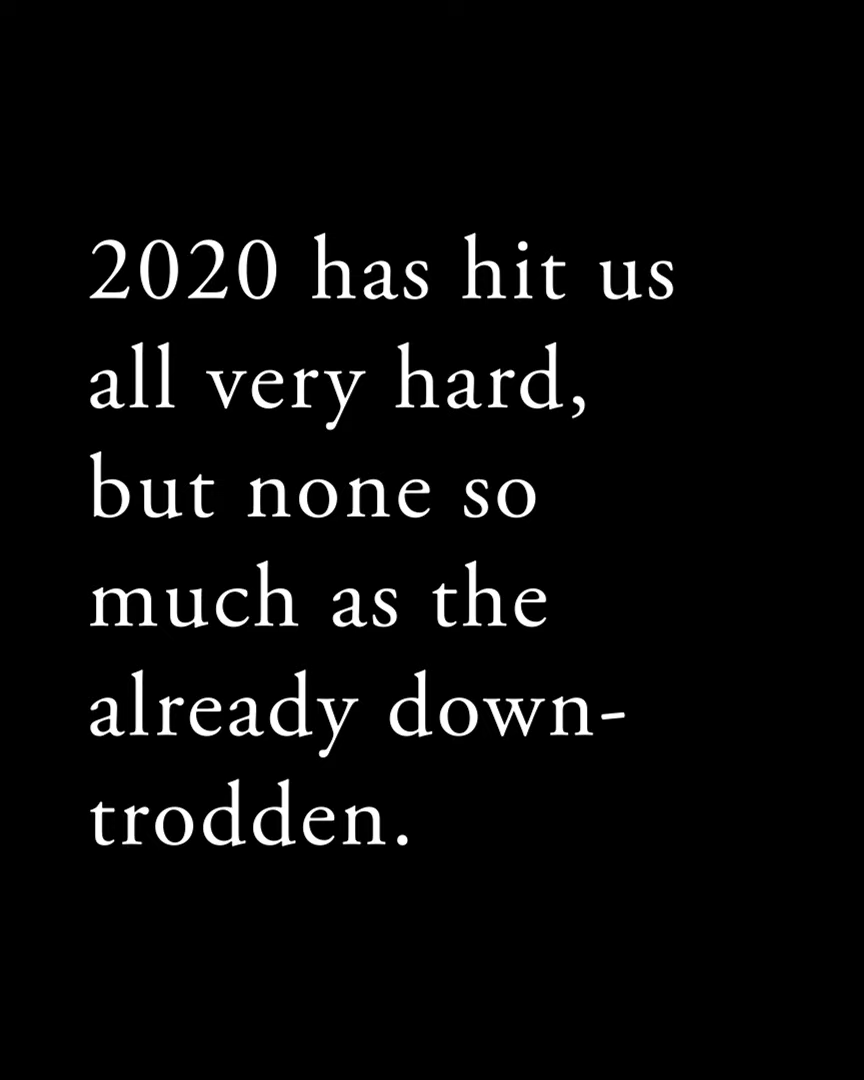 2020 has hit us
all very hard,
but none so
much as the
already down-
trodden.